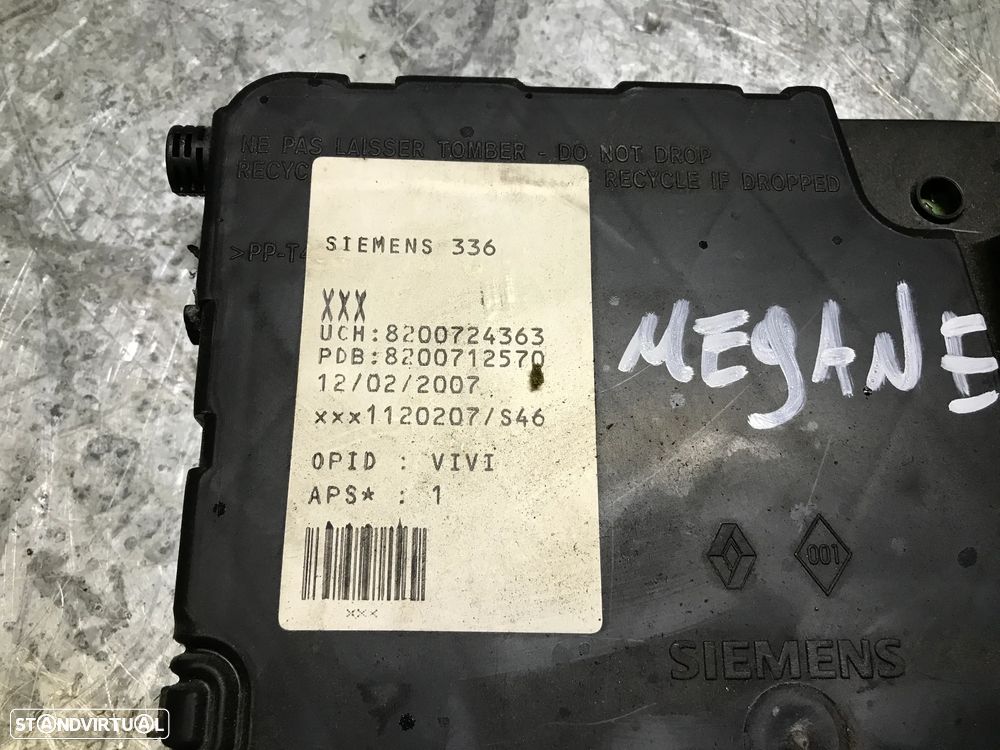 NE PAS LAISSER TOMBER - DO NOT DROP
RECYCLE IF DROPPED
>PP-T4
SIEMENS 336
XXX
UCH:8200724363
PDB:8200712570
12/02/2007
xxx1120207/S46
OPID : VIVI
APS* : 1
xxx
MEGANE
001
SIEMENS
STANDVIRTUAL